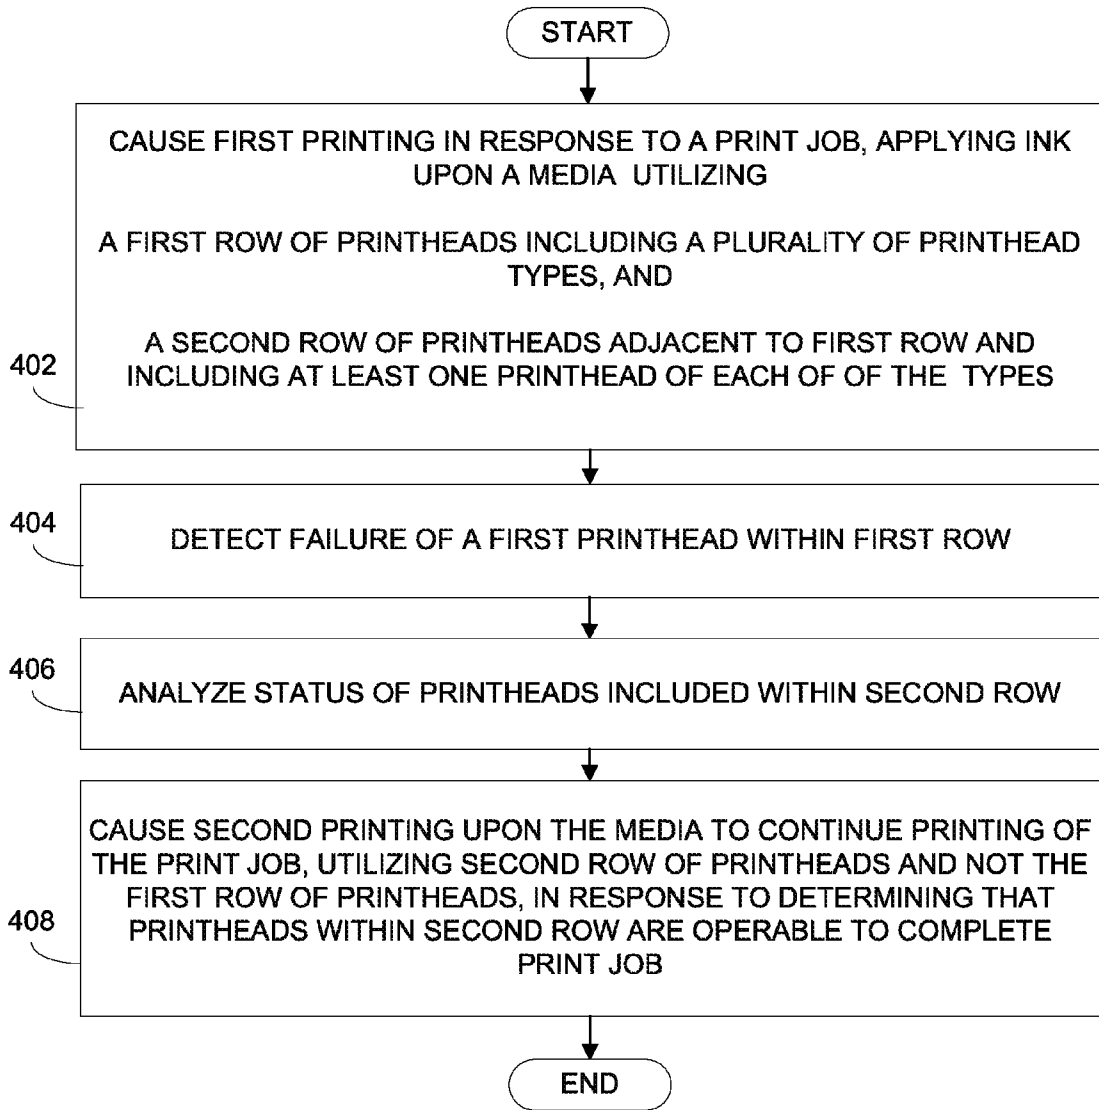 START
CAUSE FIRST PRINTING IN RESPONSE TO A PRINT JOB, APPLYING INK
UPON A MEDIA UTILIZING
A FIRST ROW OF PRINTHEADS INCLUDING A PLURALITY OF PRINTHEAD
TYPES, AND
A SECOND ROW OF PRINTHEADS ADJACENT TO FIRST ROW AND
INCLUDING AT LEAST ONE PRINTHEAD OF EACH OF OF THE TYPES
402
404
DETECT FAILURE OF A FIRST PRINTHEAD WITHIN FIRST ROW
406
ANALYZE STATUS OF PRINTHEADS INCLUDED WITHIN SECOND ROW
CAUSE SECOND PRINTING UPON THE MEDIA TO CONTINUE PRINTING OF
THE PRINT JOB, UTILIZING SECOND ROW OF PRINTHEADS AND NOT THE
FIRST ROW OF PRINTHEADS, IN RESPONSE TO DETERMINING THAT
PRINTHEADS WITHIN SECOND ROW ARE OPERABLE TO COMPLETE
PRINT JOB
408
END